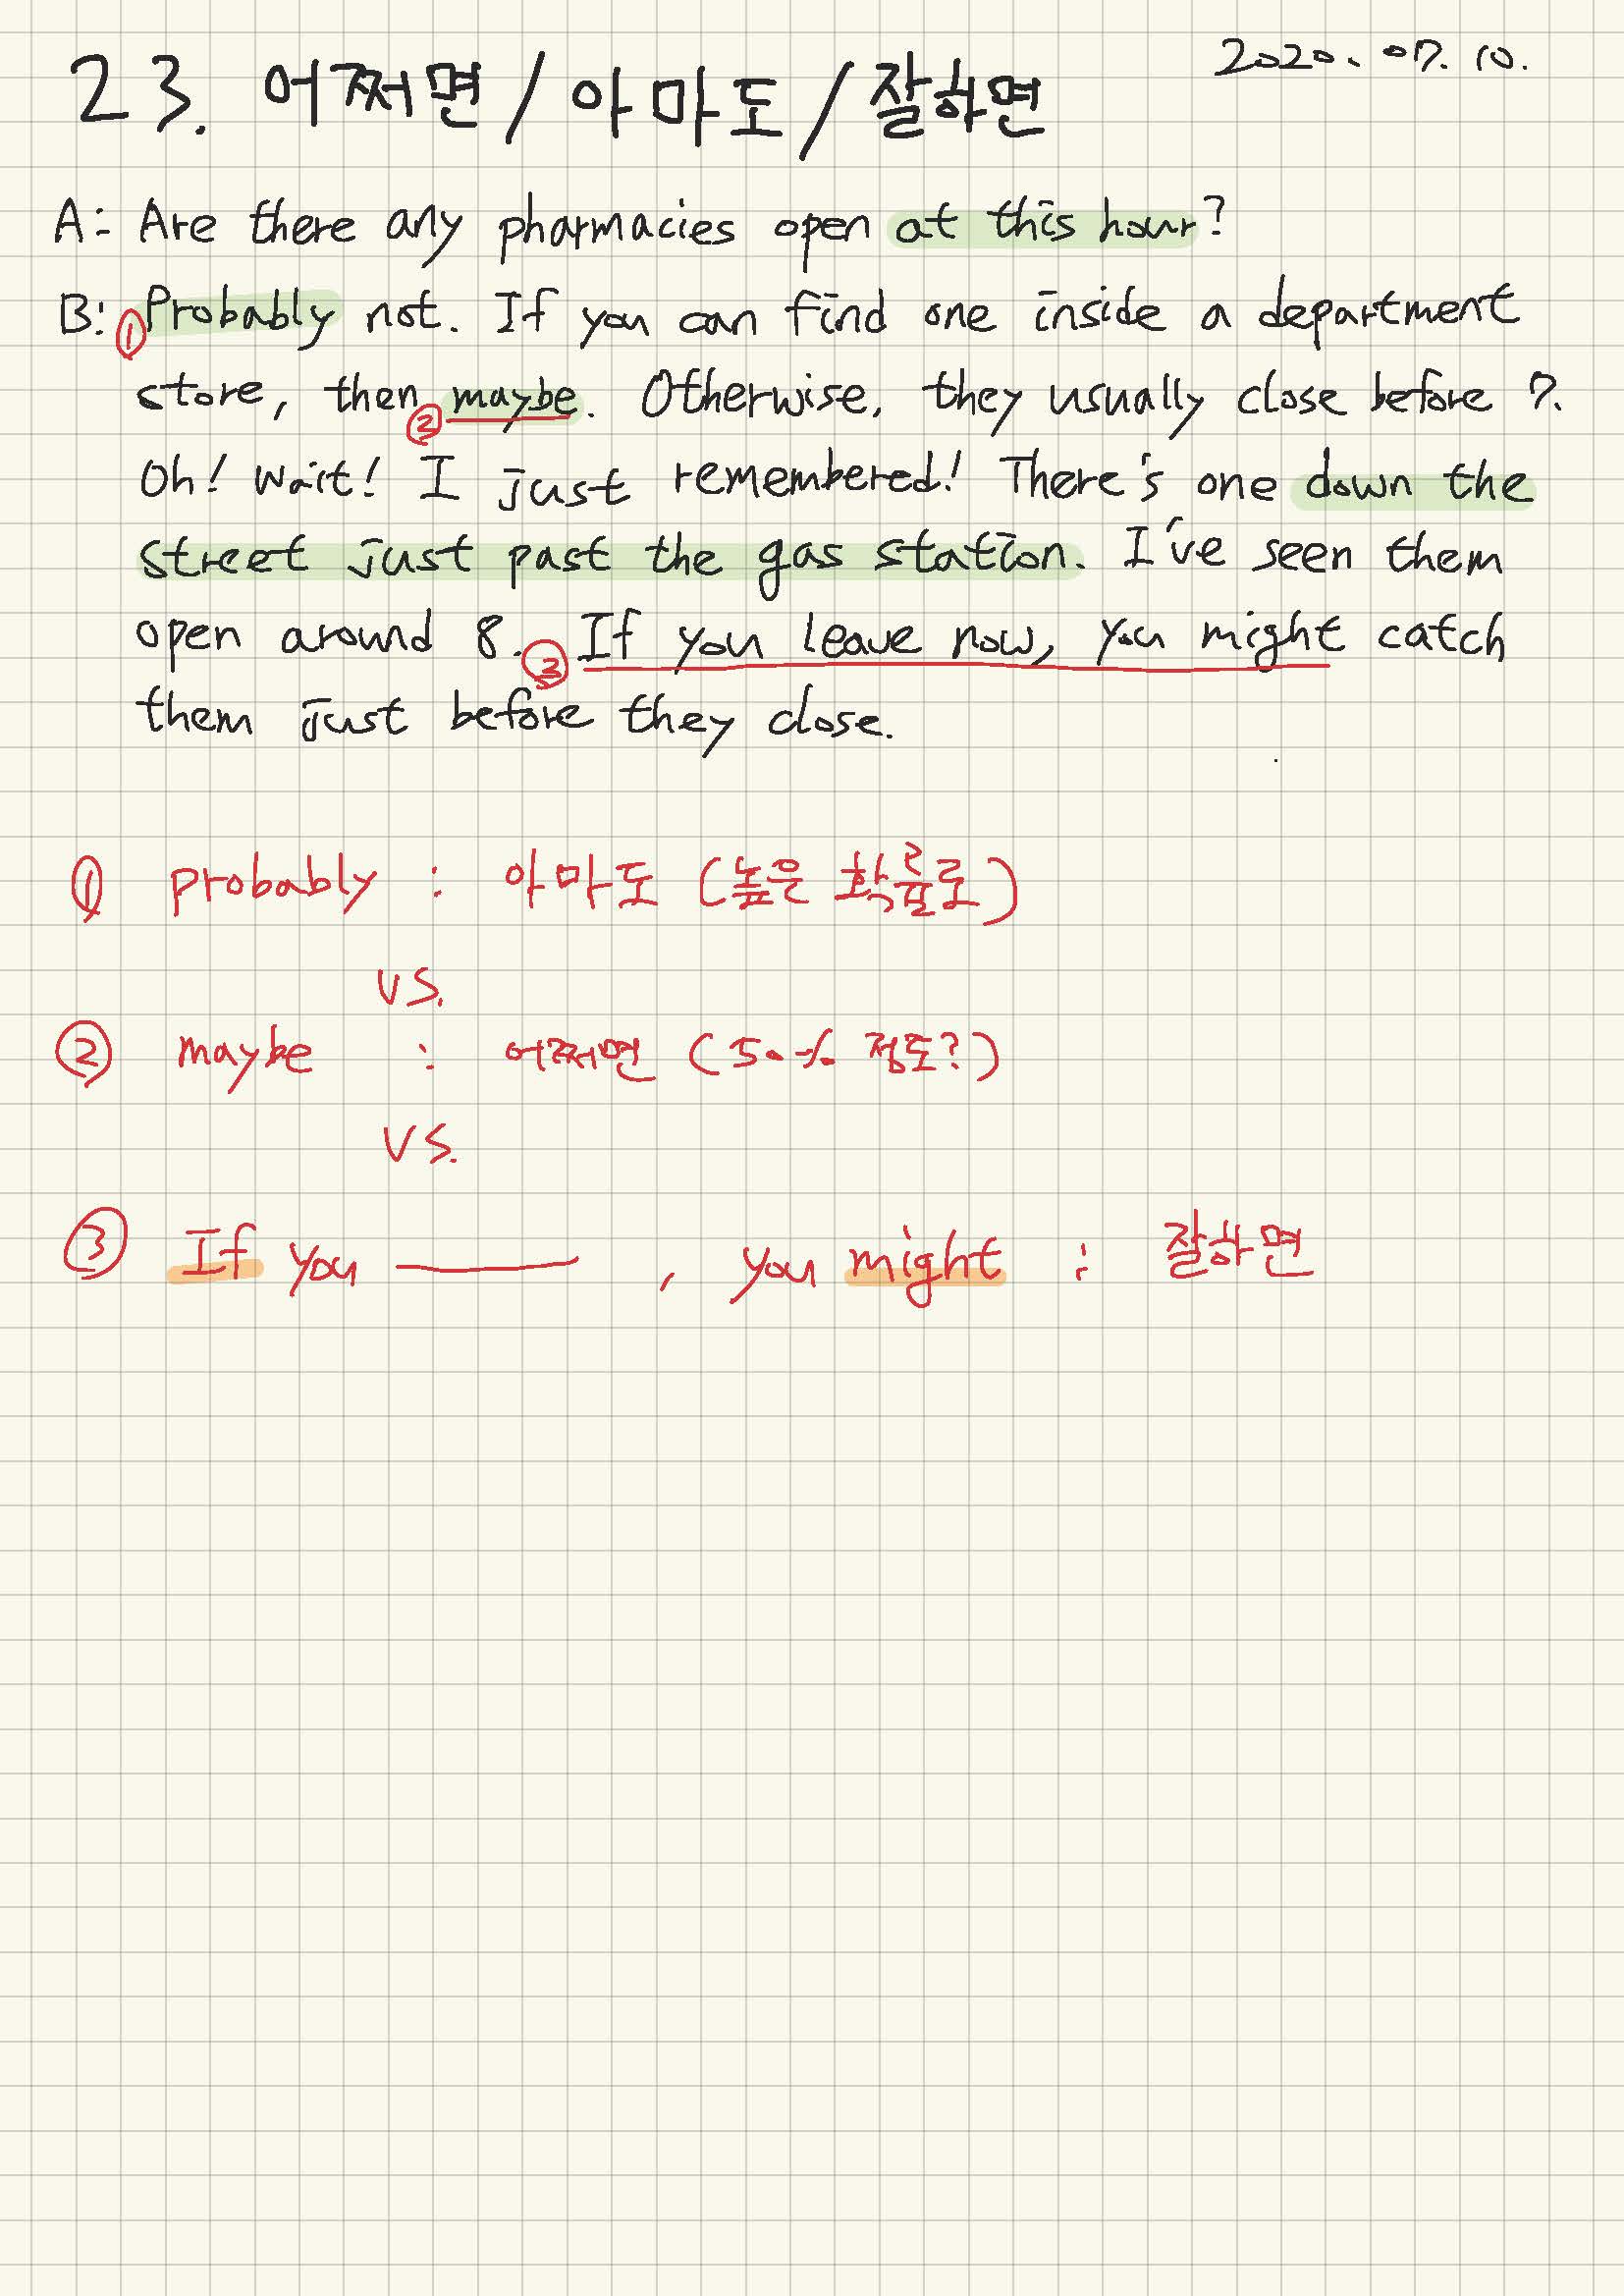 23. 어쩌면/아마도/잘하면
2020. 07. 10.
A: Are there any pharmacies open at this hour?
B: ① Probably not. If you can find one inside a department
store, then ② maybe. Otherwise, they usually close before 7.
Oh! Wait! I just remembered! There's one down the
street just past the gas station. I've seen them
open around 8. ③ If you leave now, you might catch
them just before they close.
① probably : 아마도 (높은 확률로)
VS.
② maybe : 어쩌면 (50% 정도?)
VS.
③ If you ———, you might : 잘하면